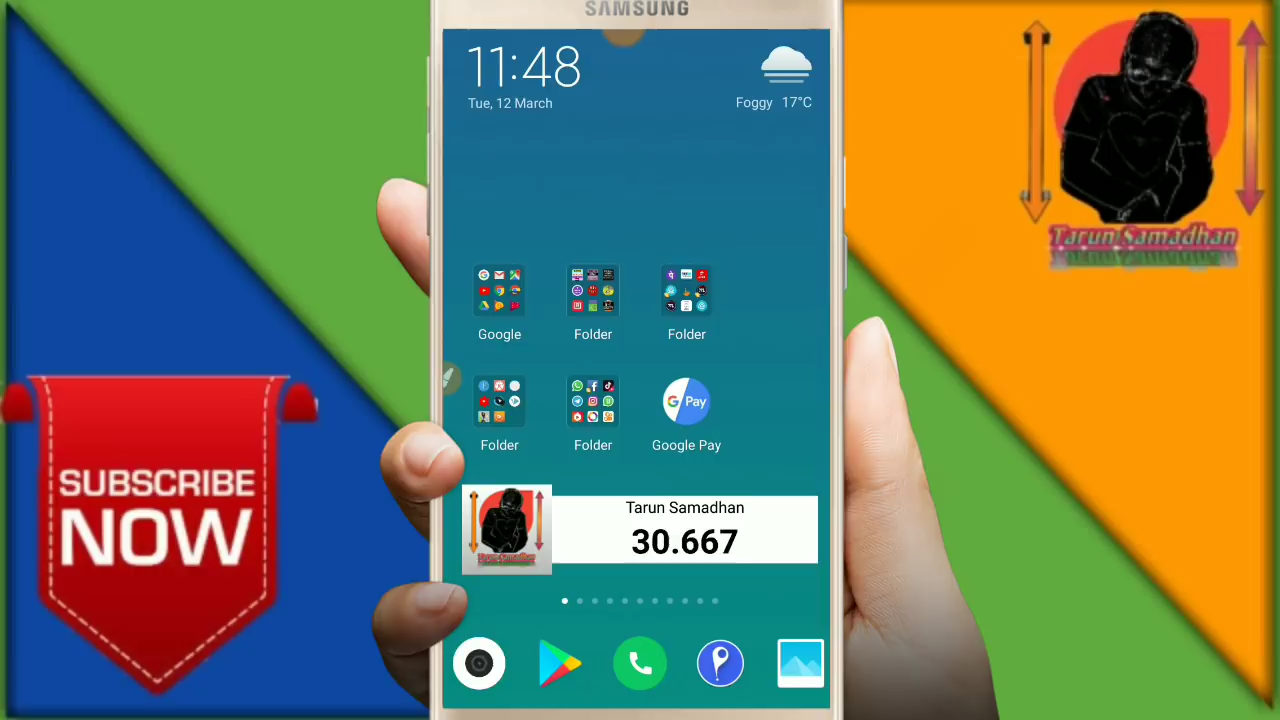 SAMSUNG
11:48
Tue, 12 March
Foggy 17°C
Tarun Samadhan
Google
Folder
Folder
Folder
Folder
G Pay
Google Pay
SUBSCRIBE
NOW
Tarun Samadhan
30.667